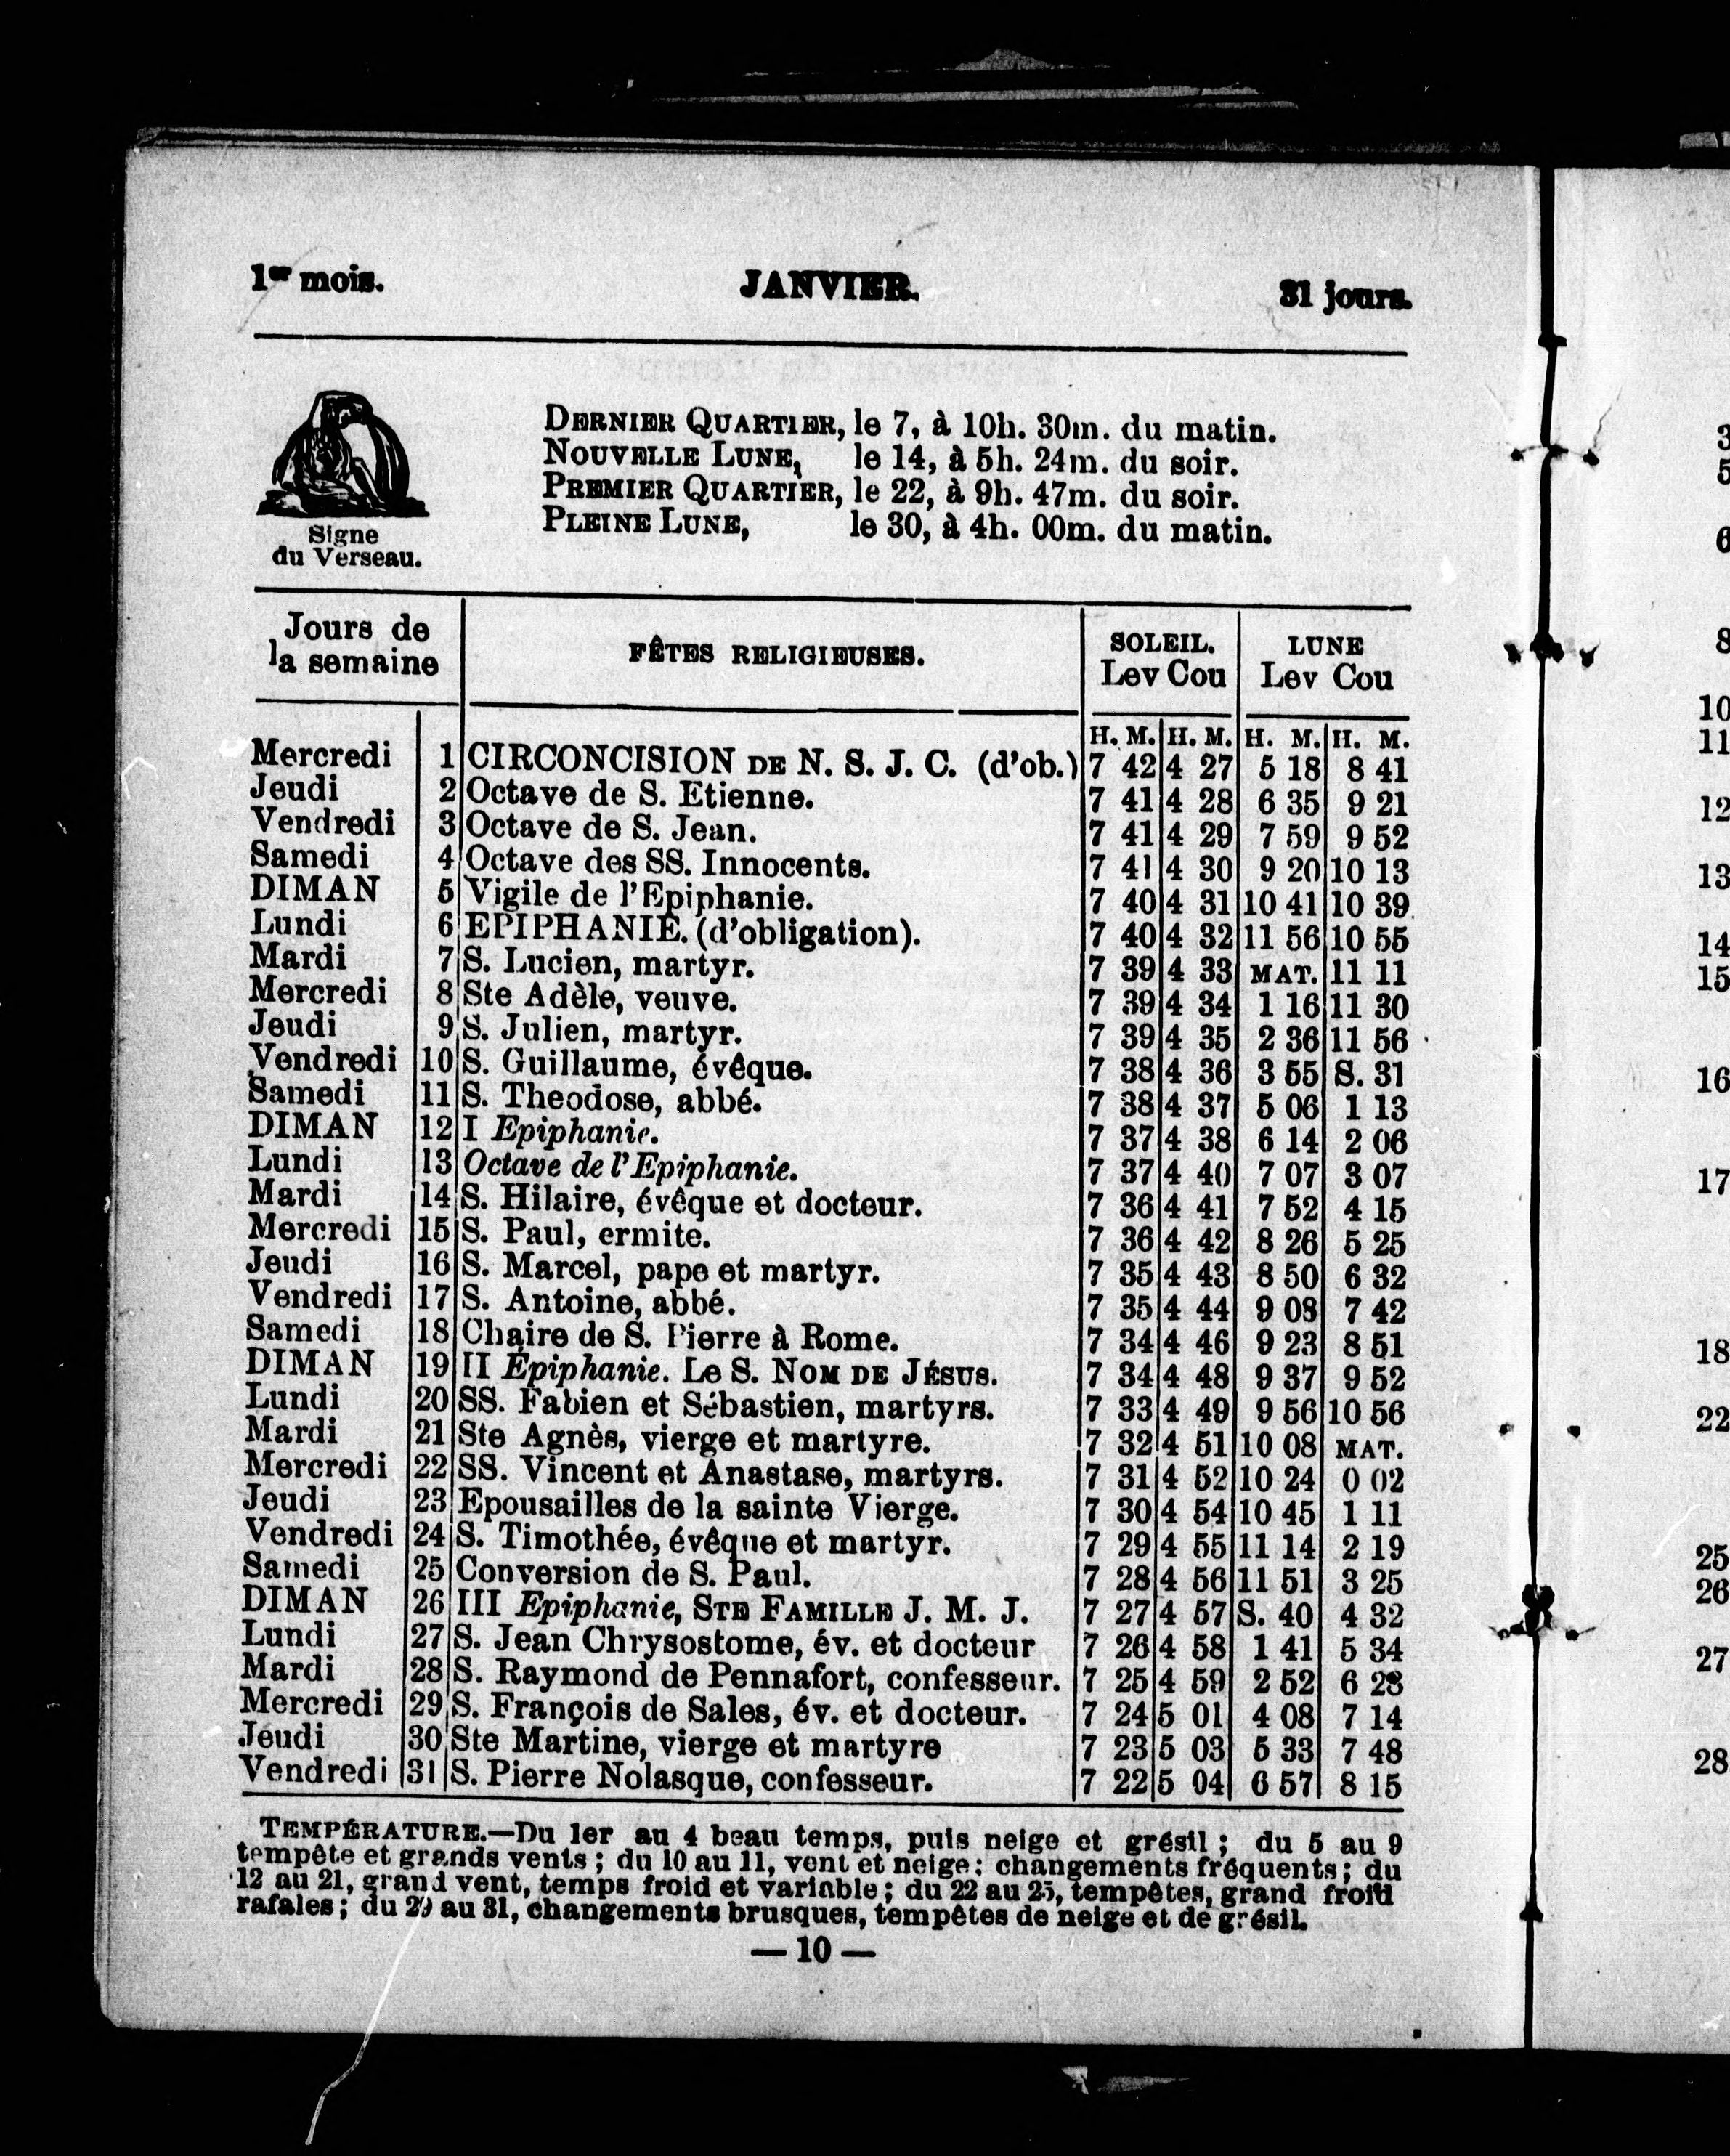 1er mois. JANVIER. 31 jours.
DERNIER QUARTIER, le 7, à 10h. 30m. du matin.
NOUVELLE LUNE, le 14, à 5h. 24m. du soir.
PREMIER QUARTIER, le 22, à 9h. 47m. du soir.
PLEINE LUNE, le 30, à 4h. 00m. du matin.
Signe
du Verseau.
Jours de la semaine FÊTES RELIGIEUSES. SOLEIL. Lev Cou LUNE Lev Cou
H. M. H. M. H. M. H. M.
Mercredi 1 CIRCONCISION DE N. S. J. C. (d'ob.) 7 42 4 27 5 18 8 41
Jeudi 2 Octave de S. Etienne. 7 41 4 28 6 35 9 21
Vendredi 3 Octave de S. Jean. 7 41 4 29 7 59 9 52
Samedi 4 Octave des SS. Innocents. 7 41 4 30 9 20 10 13
DIMAN 5 Vigile de l'Epiphanie. 7 40 4 31 10 41 10 39
Lundi 6 EPIPHANIE. (d'obligation). 7 40 4 32 11 56 10 55
Mardi 7 S. Lucien, martyr. 7 39 4 33 MAT. 11 11
Mercredi 8 Ste Adèle, veuve. 7 39 4 34 1 16 11 30
Jeudi 9 S. Julien, martyr. 7 39 4 35 2 36 11 56
Vendredi 10 S. Guillaume, évêque. 7 38 4 36 3 55 S. 31
Samedi 11 S. Theodose, abbé. 7 38 4 37 5 06 1 13
DIMAN 12 I Epiphanie. 7 37 4 38 6 14 2 06
Lundi 13 Octave de l'Epiphanie. 7 37 4 40 7 07 3 07
Mardi 14 S. Hilaire, évêque et docteur. 7 36 4 41 7 52 4 15
Mercredi 15 S. Paul, ermite. 7 36 4 42 8 26 5 25
Jeudi 16 S. Marcel, pape et martyr. 7 35 4 43 8 50 6 32
Vendredi 17 S. Antoine, abbé. 7 35 4 44 9 08 7 42
Samedi 18 Chaire de S. Pierre à Rome. 7 34 4 46 9 23 8 51
DIMAN 19 II Épiphanie. Le S. NOM DE JÉSUS. 7 34 4 48 9 37 9 52
Lundi 20 SS. Fabien et Sébastien, martyrs. 7 33 4 49 9 56 10 56
Mardi 21 Ste Agnès, vierge et martyre. 7 32 4 51 10 08 MAT.
Mercredi 22 SS. Vincent et Anastase, martyrs. 7 31 4 52 10 24 0 02
Jeudi 23 Epousailles de la sainte Vierge. 7 30 4 54 10 45 1 11
Vendredi 24 S. Timothée, évêque et martyr. 7 29 4 55 11 14 2 19
Samedi 25 Conversion de S. Paul. 7 28 4 56 11 51 3 25
DIMAN 26 III Epiphanie, STE FAMILLE J. M. J. 7 27 4 57 S. 40 4 32
Lundi 27 S. Jean Chrysostome, év. et docteur 7 26 4 58 1 41 5 34
Mardi 28 S. Raymond de Pennafort, confesseur. 7 25 4 59 2 52 6 28
Mercredi 29 S. François de Sales, év. et docteur. 7 24 5 01 4 08 7 14
Jeudi 30 Ste Martine, vierge et martyre 7 23 5 03 5 33 7 48
Vendredi 31 S. Pierre Nolasque, confesseur. 7 22 5 04 6 57 8 15
TEMPÉRATURE.—Du 1er au 4 beau temps, puis neige et grésil ; du 5 au 9
tempête et grands vents ; du 10 au 11, vent et neige ; changements fréquents ; du
12 au 21, grand vent, temps froid et variable ; du 22 au 25, tempêtes, grand froid
rafales ; du 29 au 31, changements brusques, tempêtes de neige et de grésil.
— 10 —
3
5
6
8
10
11
12
13
14
15
16
17
18
22
25
26
27
28